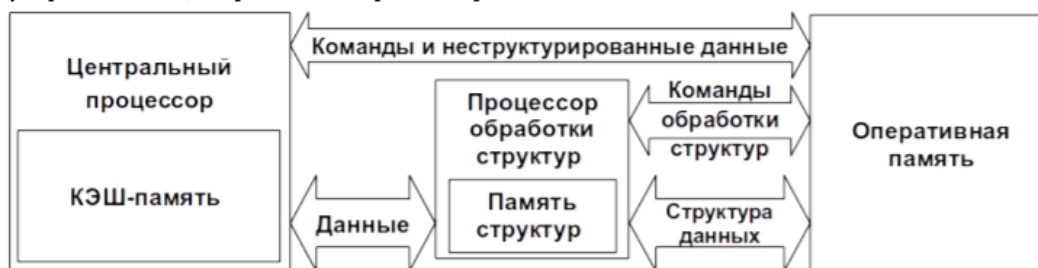 Команды и неструктурированные данные
Центральный
процессор
КЭШ-память
Данные
Процессор
обработки
структур
Память
структур
Команды
обработки
структур
Структура
данных
Оперативная
память